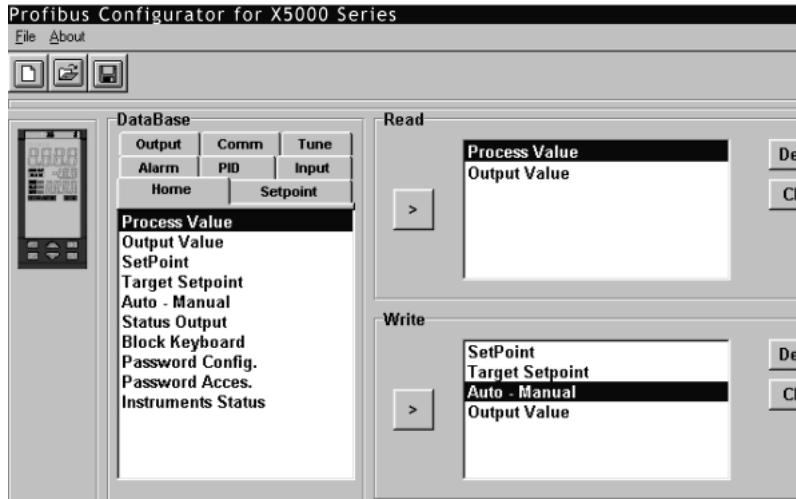 Profibus Configurator for X5000 Series
File About
DataBase
Output Comm Tune
Alarm PID Input
Home Setpoint
Process Value
Output Value
SetPoint
Target Setpoint
Auto - Manual
Status Output
Block Keyboard
Password Config.
Password Acces.
Instruments Status
Read
>
Process Value
Output Value
De
Cl
Write
>
SetPoint
Target Setpoint
Auto - Manual
Output Value
De
Cl